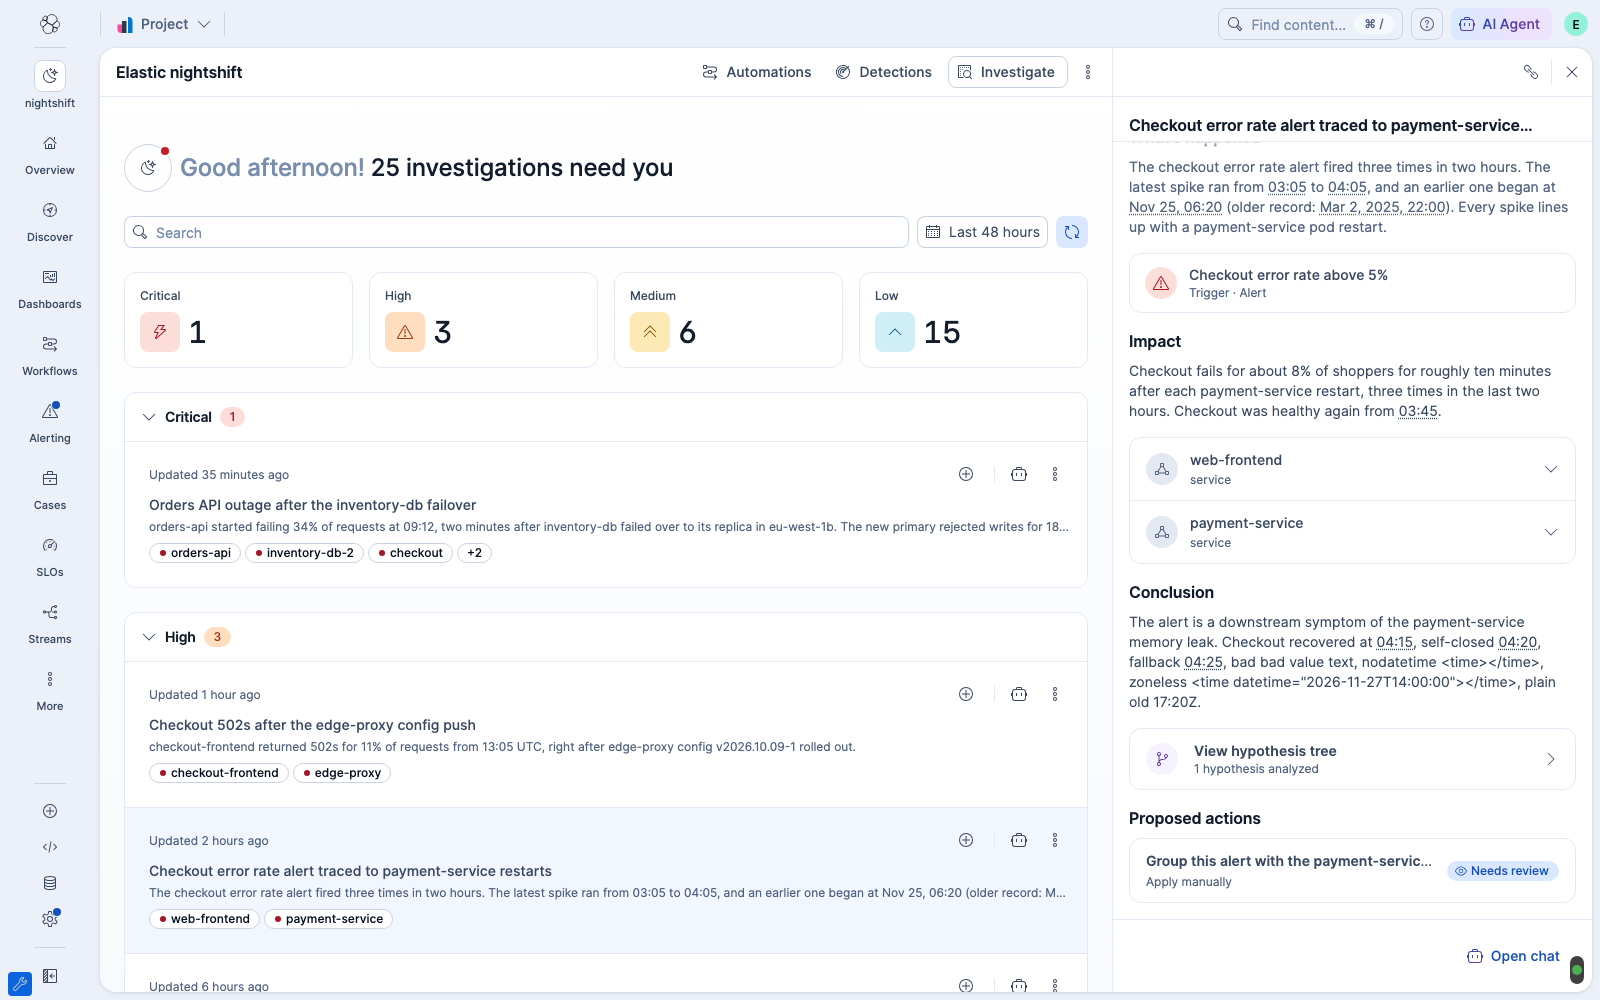 Project
Find content...
⌘ /
AI Agent
E
nightshift
Overview
Discover
Dashboards
Workflows
Alerting
Cases
SLOs
Streams
More
Elastic nightshift
Automations
Detections
Investigate
Good afternoon! 25 investigations need you
Search
Last 48 hours
Critical
1
High
3
Medium
6
Low
15
Critical 1
Updated 35 minutes ago
Orders API outage after the inventory-db failover
orders-api started failing 34% of requests at 09:12, two minutes after inventory-db failed over to its replica in eu-west-1b. The new primary rejected writes for 18...
orders-api
inventory-db-2
checkout
+2
High 3
Updated 1 hour ago
Checkout 502s after the edge-proxy config push
checkout-frontend returned 502s for 11% of requests from 13:05 UTC, right after edge-proxy config v2026.10.09-1 rolled out.
checkout-frontend
edge-proxy
Updated 2 hours ago
Checkout error rate alert traced to payment-service restarts
The checkout error rate alert fired three times in two hours. The latest spike ran from 03:05 to 04:05, and an earlier one began at Nov 25, 06:20 (older record: M...
web-frontend
payment-service
Updated 6 hours ago
Checkout error rate alert traced to payment-service...
The checkout error rate alert fired three times in two hours. The
latest spike ran from 03:05 to 04:05, and an earlier one began at
Nov 25, 06:20 (older record: Mar 2, 2025, 22:00). Every spike lines
up with a payment-service pod restart.
Checkout error rate above 5%
Trigger · Alert
Impact
Checkout fails for about 8% of shoppers for roughly ten minutes
after each payment-service restart, three times in the last two
hours. Checkout was healthy again from 03:45.
web-frontend
service
payment-service
service
Conclusion
The alert is a downstream symptom of the payment-service
memory leak. Checkout recovered at 04:15, self-closed 04:20,
fallback 04:25, bad bad value text, nodatetime <time></time>,
zoneless <time datetime="2026-11-27T14:00:00"></time>, plain
old 17:20Z.
View hypothesis tree
1 hypothesis analyzed
Proposed actions
Group this alert with the payment-servic...
Apply manually
Needs review
Open chat